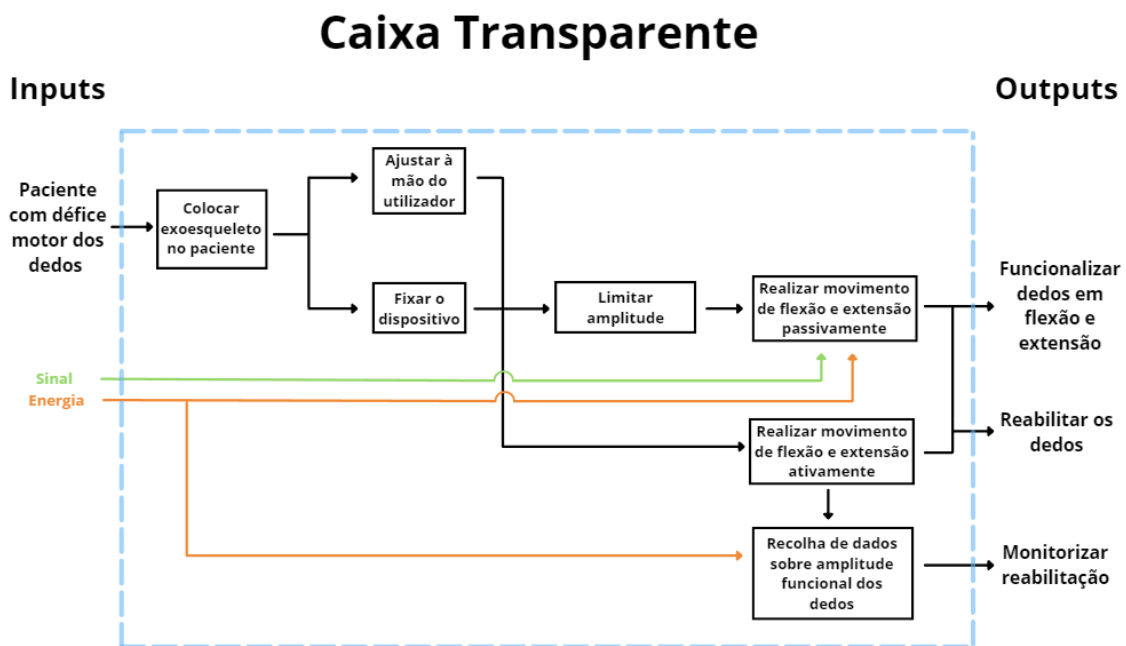 Caixa Transparente
Inputs
Outputs
Paciente
com défice
motor dos
dedos
Colocar
exoesqueleto
no paciente
Ajustar à
mão do
utilizador
Fixar o
dispositivo
Limitar
amplitude
Realizar movimento
de flexão e extensão
passivamente
Funcionalizar
dedos em
flexão e
extensão
Sinal
Energia
Realizar movimento
de flexão e extensão
ativamente
Reabilitar os
dedos
Recolha de dados
sobre amplitude
funcional dos
dedos
Monitorizar
reabilitação